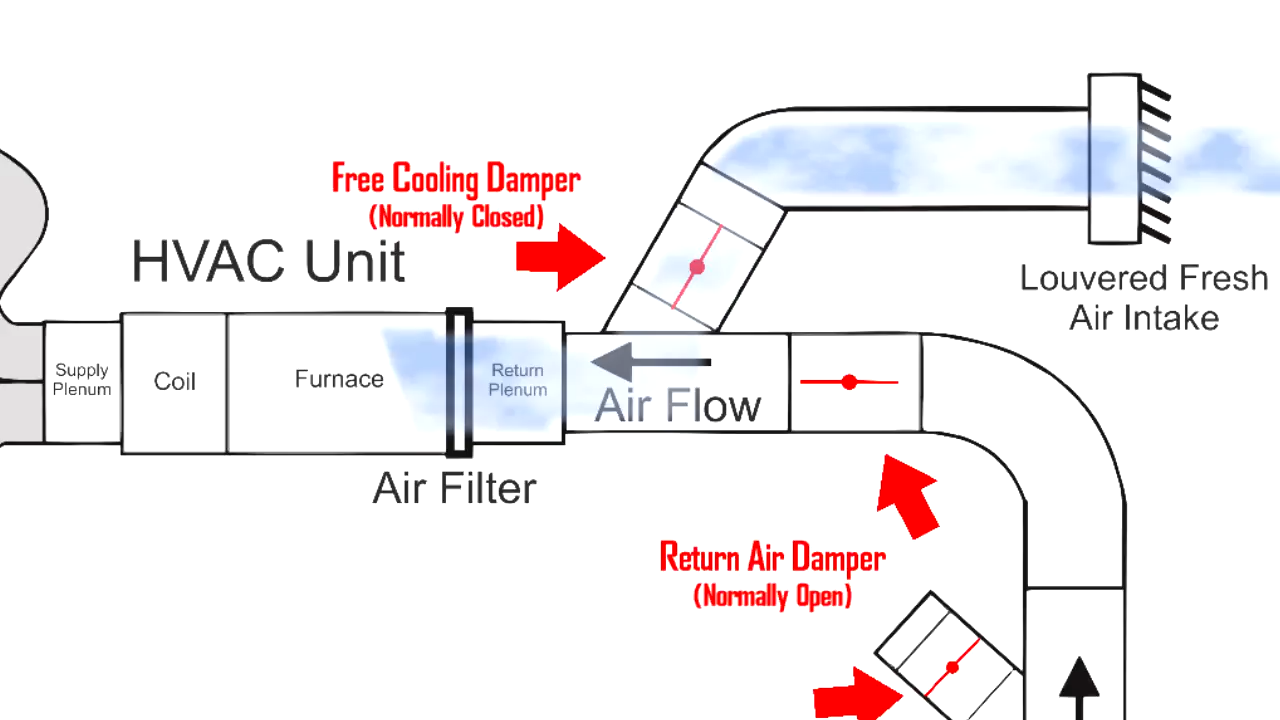 Free Cooling Damper
(Normally Closed)
HVAC Unit
Louvered Fresh
Air Intake
Supply
Plenum
Coil
Furnace
Return
Plenum
Air Flow
Air Filter
Return Air Damper
(Normally Open)